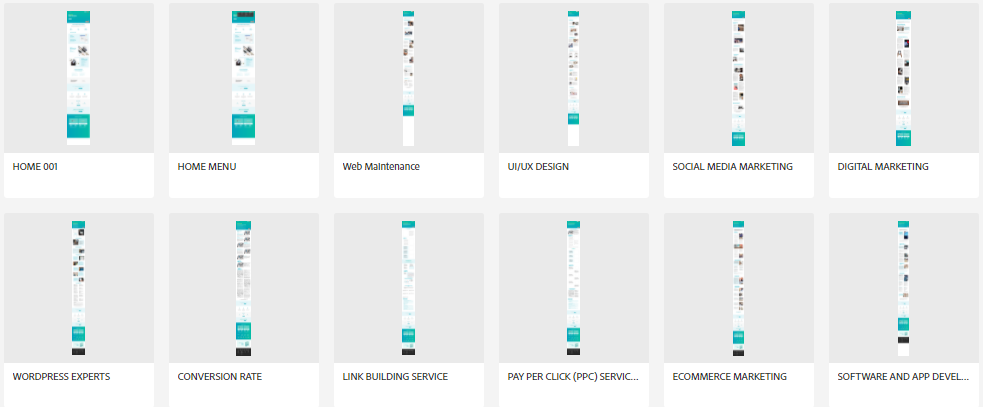 HOME 001
HOME MENU
Web Maintenance
UI/UX DESIGN
SOCIAL MEDIA MARKETING
DIGITAL MARKETING
WORDPRESS EXPERTS
CONVERSION RATE
LINK BUILDING SERVICE
PAY PER CLICK (PPC) SERVIC...
ECOMMERCE MARKETING
SOFTWARE AND APP DEVEL...